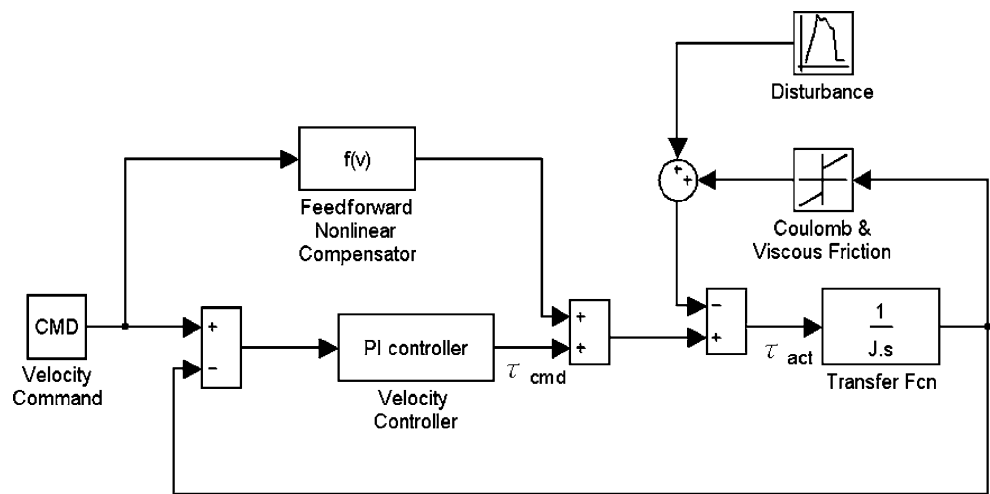 Disturbance
f(v)
Feedforward
Nonlinear
Compensator
+
+
Coulomb &
Viscous Friction
CMD
Velocity
Command
+
-
PI controller
Velocity
Controller
τ cmd
+
+
-
+
τ act
1
J.s
Transfer Fcn